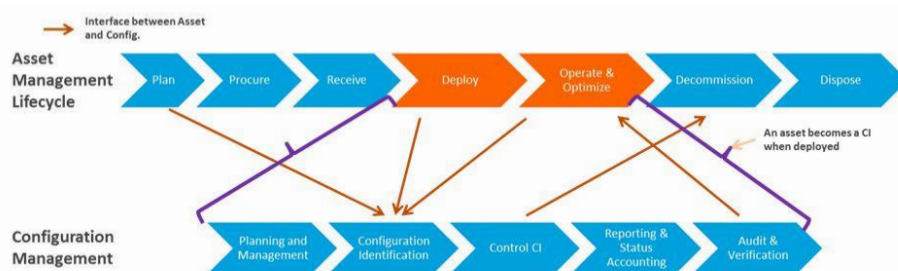 Interface between Asset
and Config.
Asset
Management
Lifecycle
Plan
Procure
Receive
Deploy
Operate &
Optimize
Decommission
Dispose
An asset becomes a CI
when deployed
Configuration
Management
Planning and
Management
Configuration
Identification
Control CI
Reporting &
Status
Accounting
Audit &
Verification